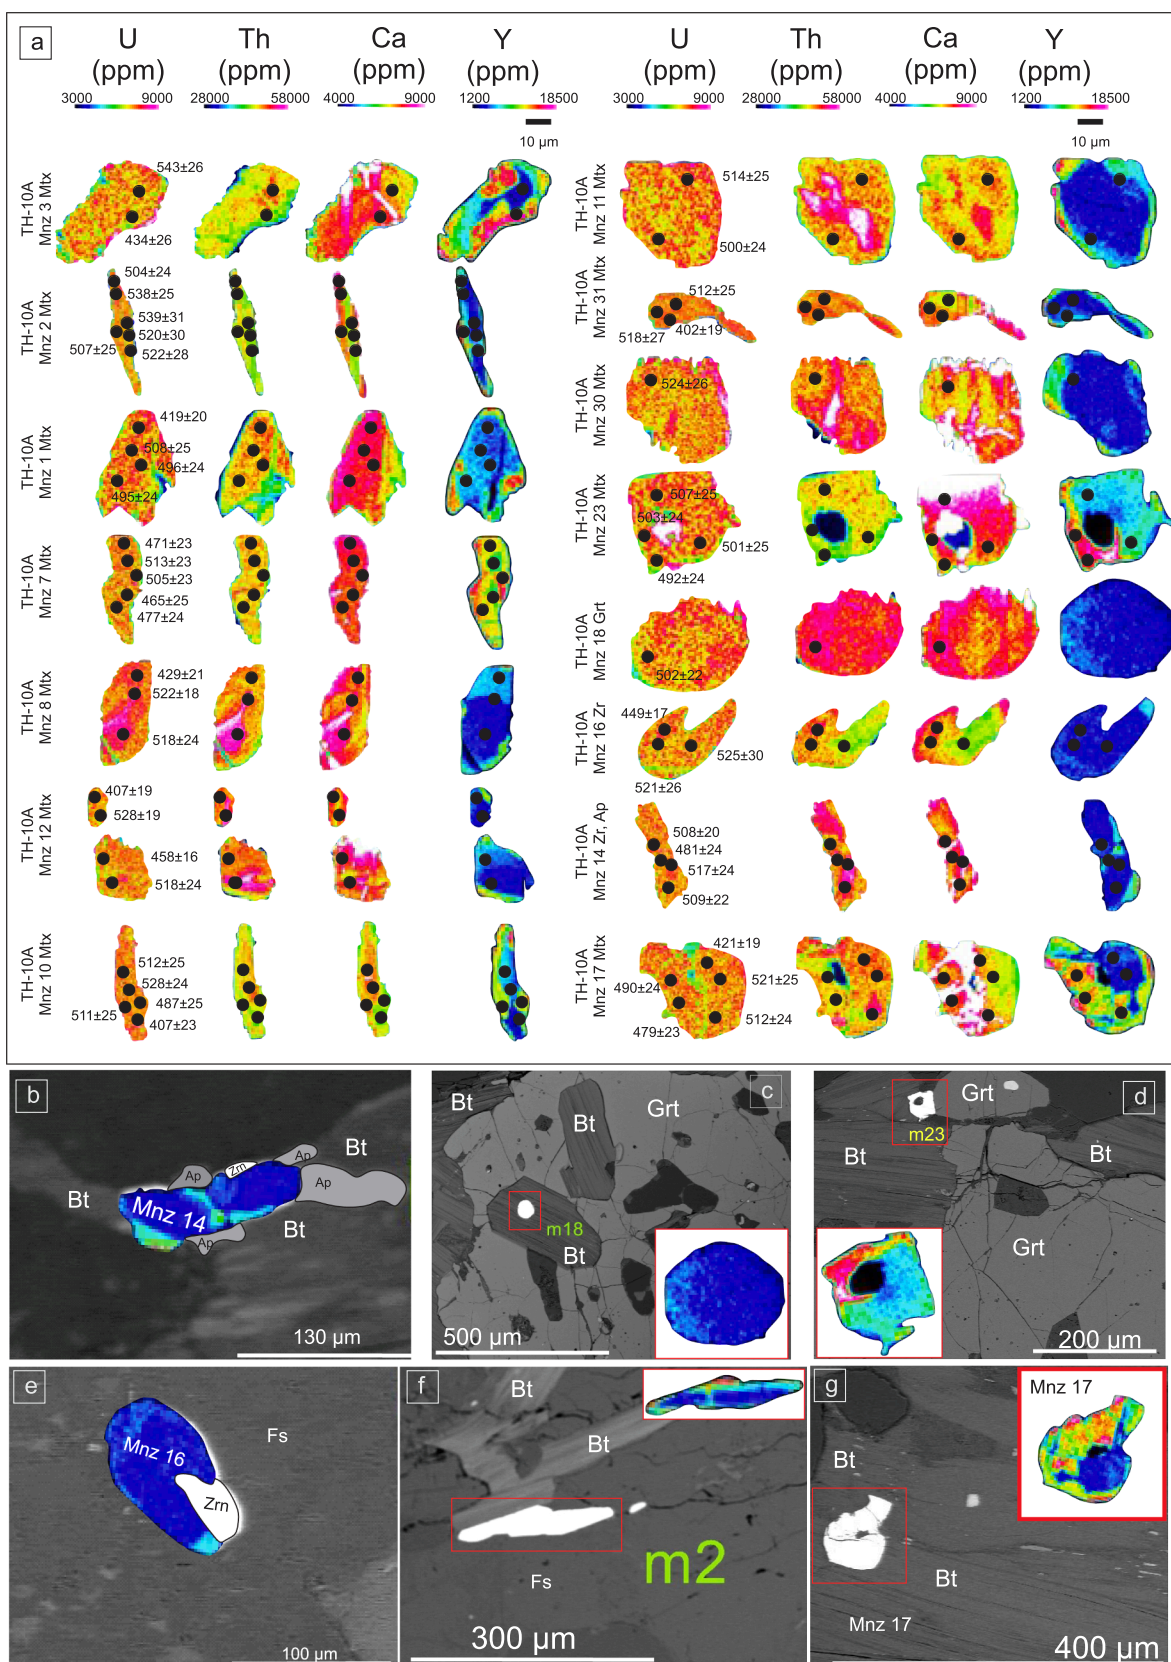 a
U Th Ca Y U Th Ca Y
(ppm) (ppm) (ppm) (ppm) (ppm) (ppm) (ppm) (ppm)
3000 9000 28000 58000 4000 9000 1200 18500 3000 9000 28000 58000 4000 9000 1200 18500
10 µm 10 µm
TH-10A
Mnz 3 Mtx
543±26
434±26
TH-10A
Mnz 2 Mtx
504±24
538±25
539±31
520±30
507±25
522±28
TH-10A
Mnz 1 Mtx
419±20
508±25
496±24
495±24
TH-10A
Mnz 7 Mtx
471±23
513±23
505±23
465±25
477±24
TH-10A
Mnz 8 Mtx
429±21
522±18
518±24
TH-10A
Mnz 12 Mtx
407±19
528±19
458±16
518±24
TH-10A
Mnz 10 Mtx
512±25
528±24
487±25
511±25
407±23
TH-10A
Mnz 11 Mtx
514±25
500±24
TH-10A
Mnz 31 Mtx
512±25
518±27
402±19
TH-10A
Mnz 30 Mtx
524±26
TH-10A
Mnz 23 Mtx
507±25
503±24
501±25
492±24
TH-10A
Mnz 18 Grt
502±22
TH-10A
Mnz 16 Zr
449±17
525±30
521±26
TH-10A
Mnz 14 Zr, Ap
508±20
481±24
517±24
509±22
TH-10A
Mnz 17 Mtx
421±19
490±24
521±25
512±24
479±23
b
Bt
Ap
Zrn
Ap
Ap
Bt
Mnz 14
Bt
Ap
130 µm
c
Bt
Bt
Grt
m18
Bt
500 µm
d
Grt
m23
Bt
Bt
Grt
200 µm
e
Fs
Mnz 16
Zrn
100 µm
f
Bt
Bt
m2
Fs
300 µm
g
Mnz 17
Bt
Bt
Mnz 17
400 µm